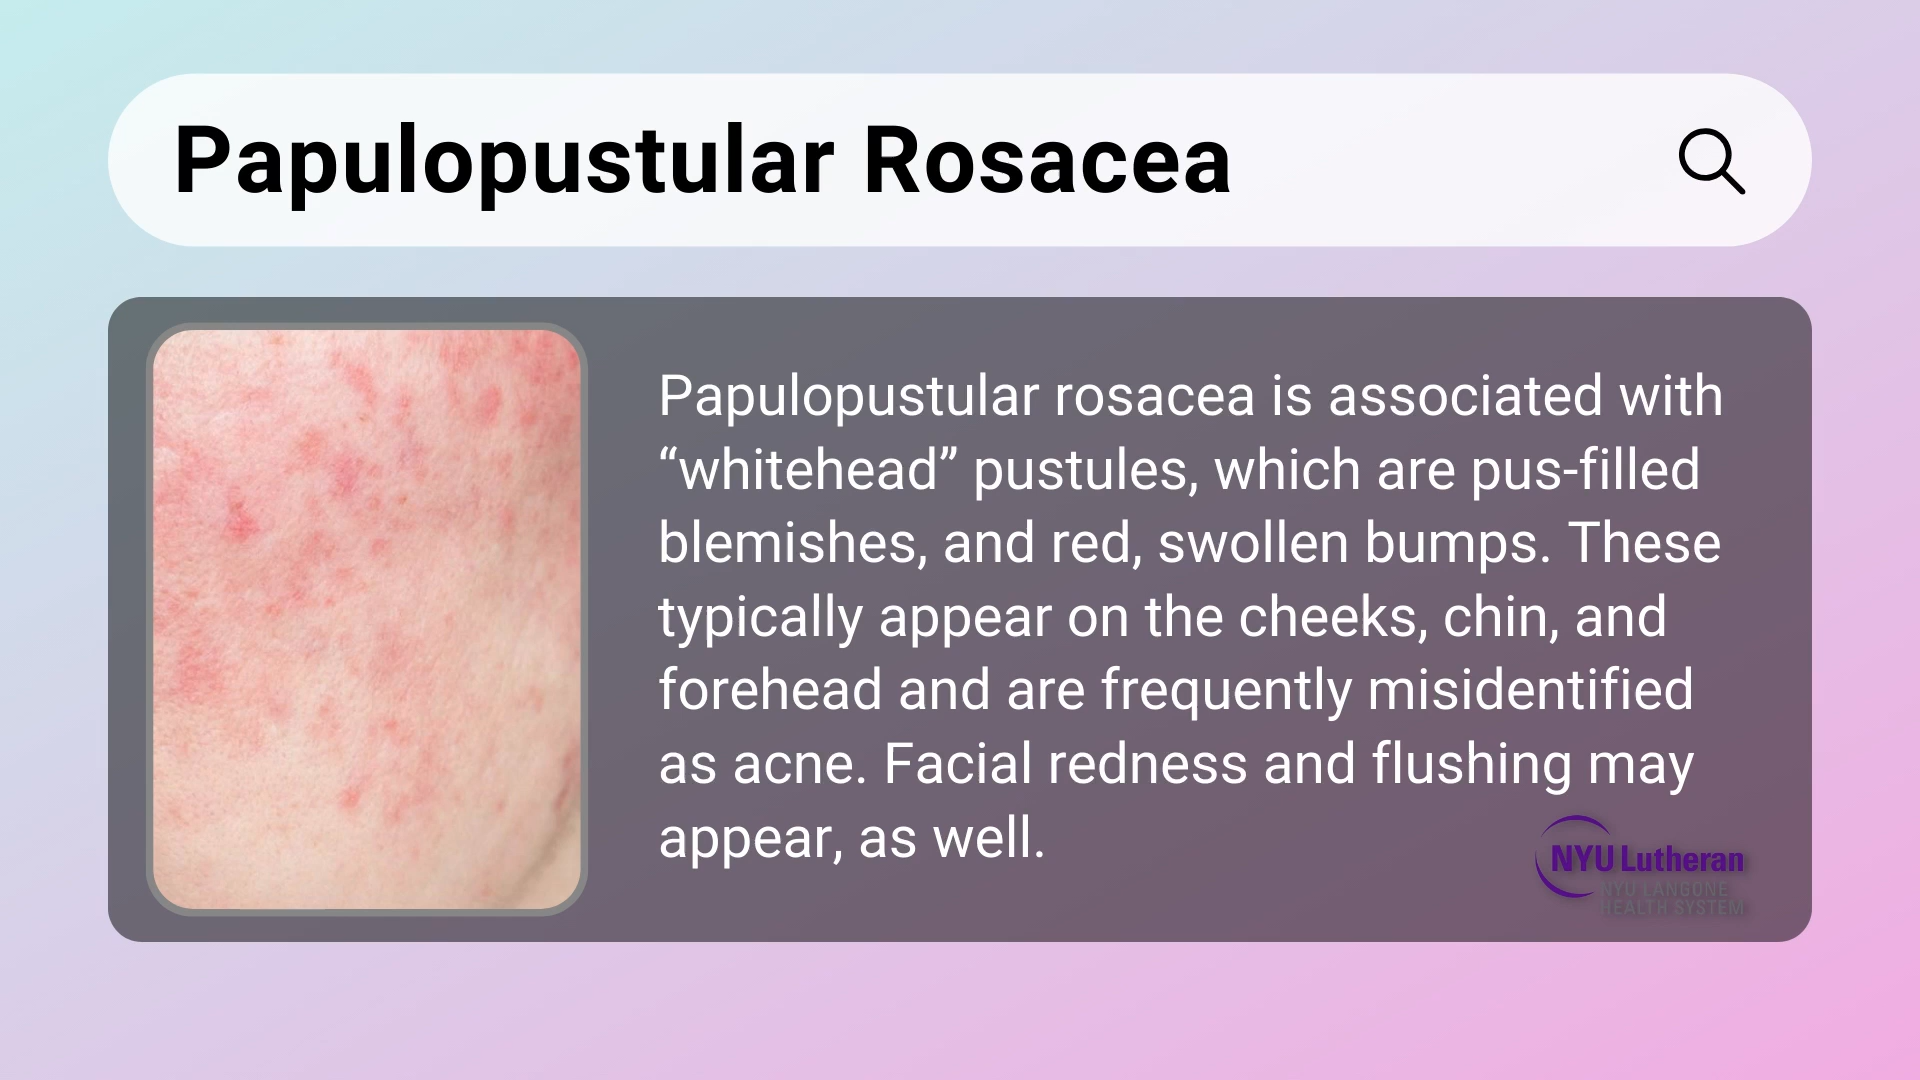 Papulopustular Rosacea
Papulopustular rosacea is associated with
“whitehead” pustules, which are pus-filled
blemishes, and red, swollen bumps. These
typically appear on the cheeks, chin, and
forehead and are frequently misidentified
as acne. Facial redness and flushing may
appear, as well.
NYU Lutheran
NYU LANGONE
HEALTH SYSTEM